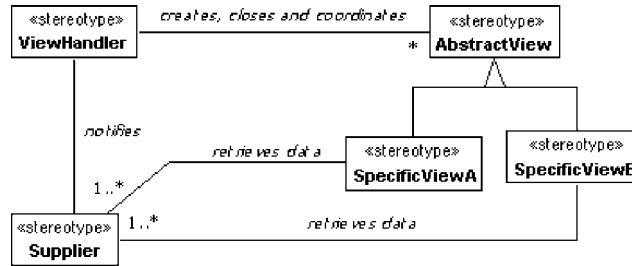 «stereotype»
ViewHandler
creates, closes and coordinates
*
«stereotype»
AbstractView
notifies
retrieves data
1..*
«stereotype»
SpecificViewA
«stereotype»
SpecificViewB
«stereotype»
Supplier
1..*
retrieves data